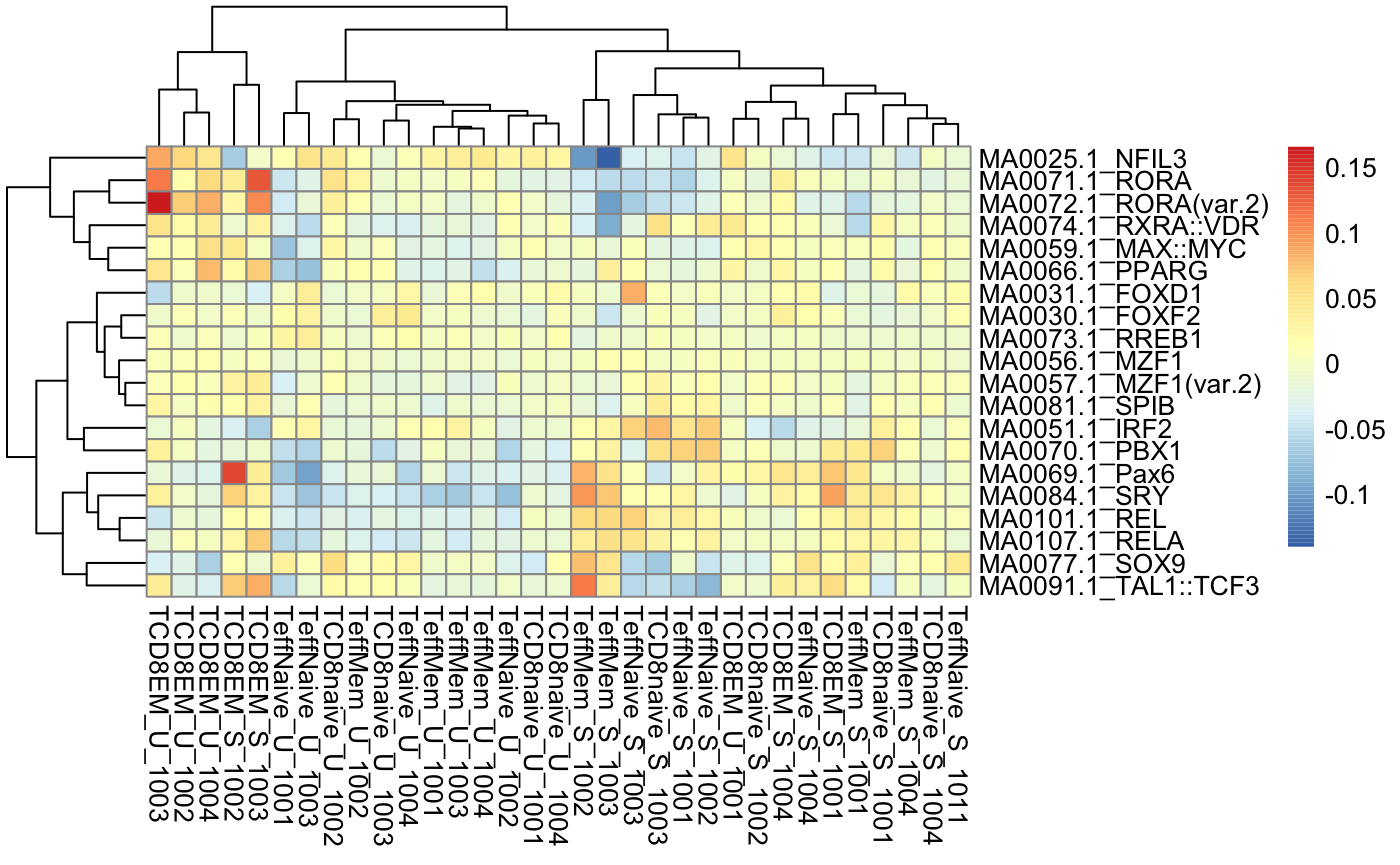 MA0025.1_NFIL3
MA0071.1_RORA
MA0072.1_RORA(var.2)
MA0074.1_RXRA::VDR
MA0059.1_MAX::MYC
MA0066.1_PPARG
MA0031.1_FOXD1
MA0030.1_FOXF2
MA0073.1_RREB1
MA0056.1_MZF1
MA0057.1_MZF1(var.2)
MA0081.1_SPIB
MA0051.1_IRF2
MA0070.1_PBX1
MA0069.1_Pax6
MA0084.1_SRY
MA0101.1_REL
MA0107.1_RELA
MA0077.1_SOX9
MA0091.1_TAL1::TCF3
0.15
0.1
0.05
0
-0.05
-0.1
TCD8EM_U_1003
TCD8EM_U_1002
TCD8EM_U_1004
TCD8EM_S_1002
TCD8EM_S_1003
TeffNaive_U_1001
TeffNaive_U_1003
TCD8naive_U_1002
TeffMem_U_1002
TCD8naive_U_1003
TeffNaive_U_1004
TeffMem_U_1001
TeffMem_U_1003
TeffMem_U_1004
TeffNaive_U_1002
TCD8naive_U_1001
TCD8naive_U_1004
TeffMem_S_1002
TeffMem_S_1003
TeffNaive_S_1003
TCD8naive_S_1003
TeffNaive_S_1001
TeffNaive_S_1002
TCD8EM_U_1001
TCD8naive_S_1002
TCD8EM_S_1004
TeffNaive_S_1004
TCD8EM_S_1001
TeffMem_S_1001
TCD8naive_S_1001
TeffMem_S_1004
TCD8naive_S_1004
TeffNaive_S_1011